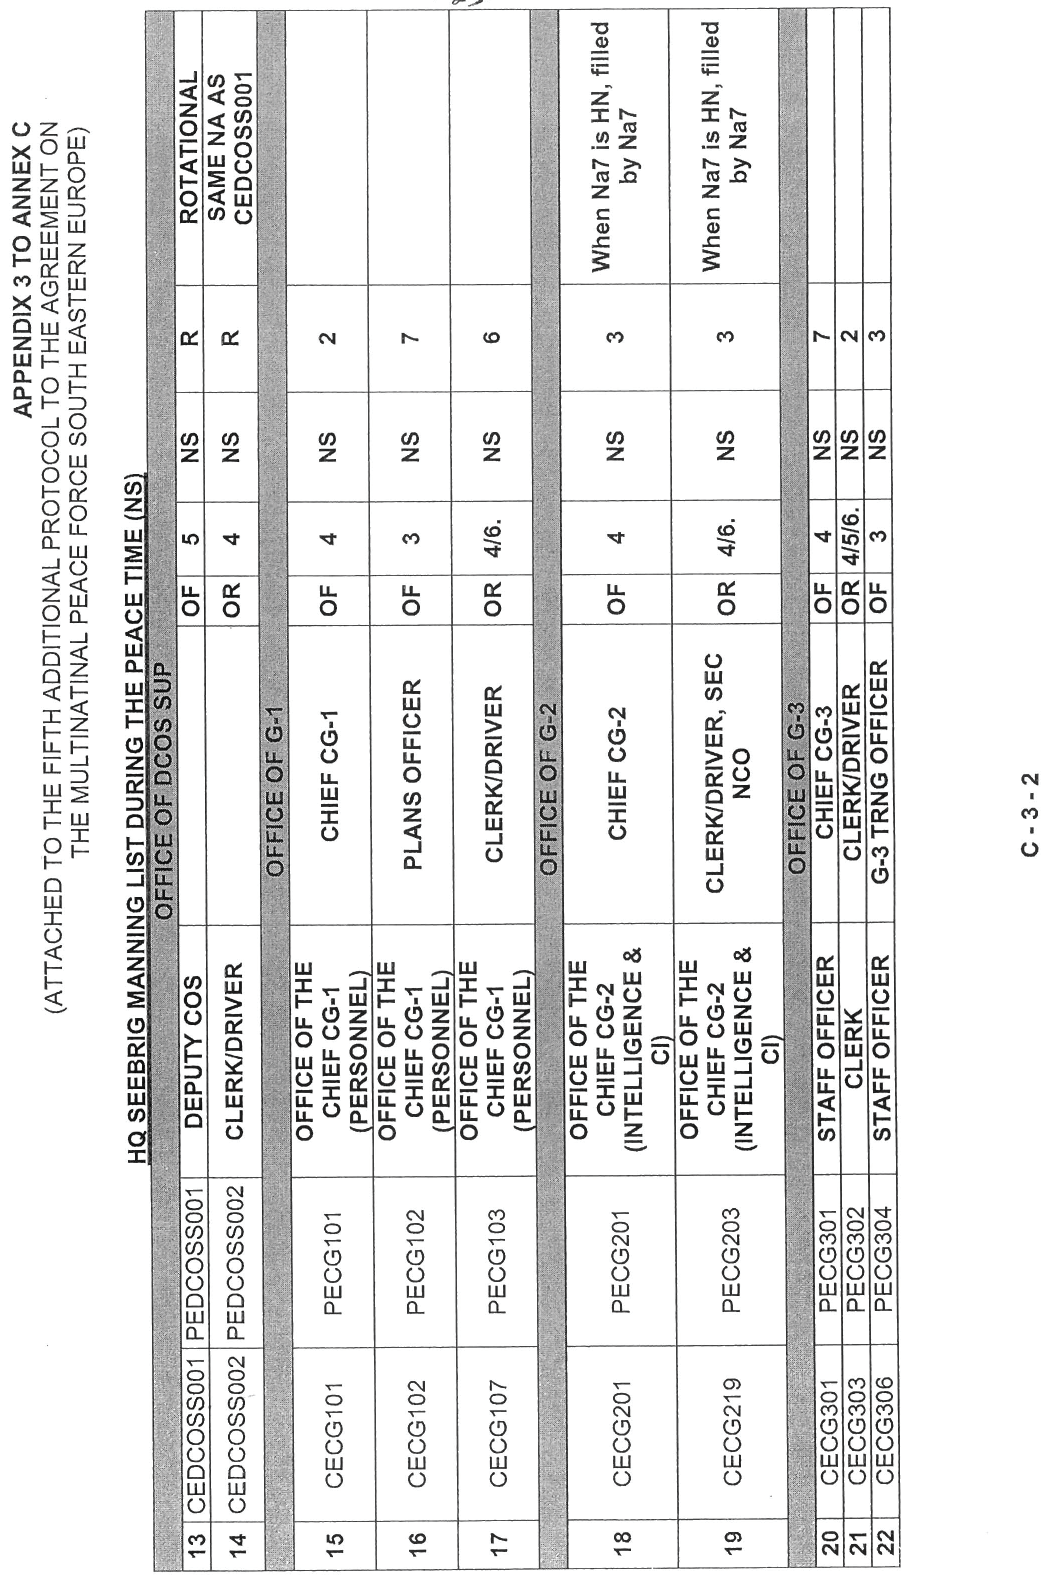 APPENDIX 3 TO ANNEX C
(ATTACHED TO THE FIFTH ADDITIONAL PROTOCOL TO THE AGREEMENT ON
THE MULTINATINAL PEACE FORCE SOUTH EASTERN EUROPE)
HQ SEEBRIG MANNING LIST DURING THE PEACE TIME (NS)
OFFICE OF DCOS SUP
13 CEDCOSS001 PEDCOSS001 DEPUTY COS OF 5 NS R ROTATIONAL
14 CEDCOSS002 PEDCOSS002 CLERK/DRIVER OR 4 NS R SAME NA AS
CEDCOSS001
OFFICE OF G-1
15 CECG101 PECG101 OFFICE OF THE
CHIEF CG-1
(PERSONNEL) CHIEF CG-1 OF 4 NS 2
16 CECG102 PECG102 OFFICE OF THE
CHIEF CG-1
(PERSONNEL) PLANS OFFICER OF 3 NS 7
17 CECG107 PECG103 OFFICE OF THE
CHIEF CG-1
(PERSONNEL) CLERK/DRIVER OR 4/6. NS 6
OFFICE OF G-2
18 CECG201 PECG201 OFFICE OF THE
CHIEF CG-2
(INTELLIGENCE &
CI) CHIEF CG-2 OF 4 NS 3 When Na7 is HN, filled
by Na7
19 CECG219 PECG203 OFFICE OF THE
CHIEF CG-2
(INTELLIGENCE &
CI) CLERK/DRIVER, SEC
NCO OR 4/6. NS 3 When Na7 is HN, filled
by Na7
OFFICE OF G-3
20 CECG301 PECG301 STAFF OFFICER CHIEF CG-3 OF 4 NS 7
21 CECG303 PECG302 CLERK CLERK/DRIVER OR 4/5/6. NS 2
22 CECG306 PECG304 STAFF OFFICER G-3 TRNG OFFICER OF 3 NS 3
C - 3 - 2